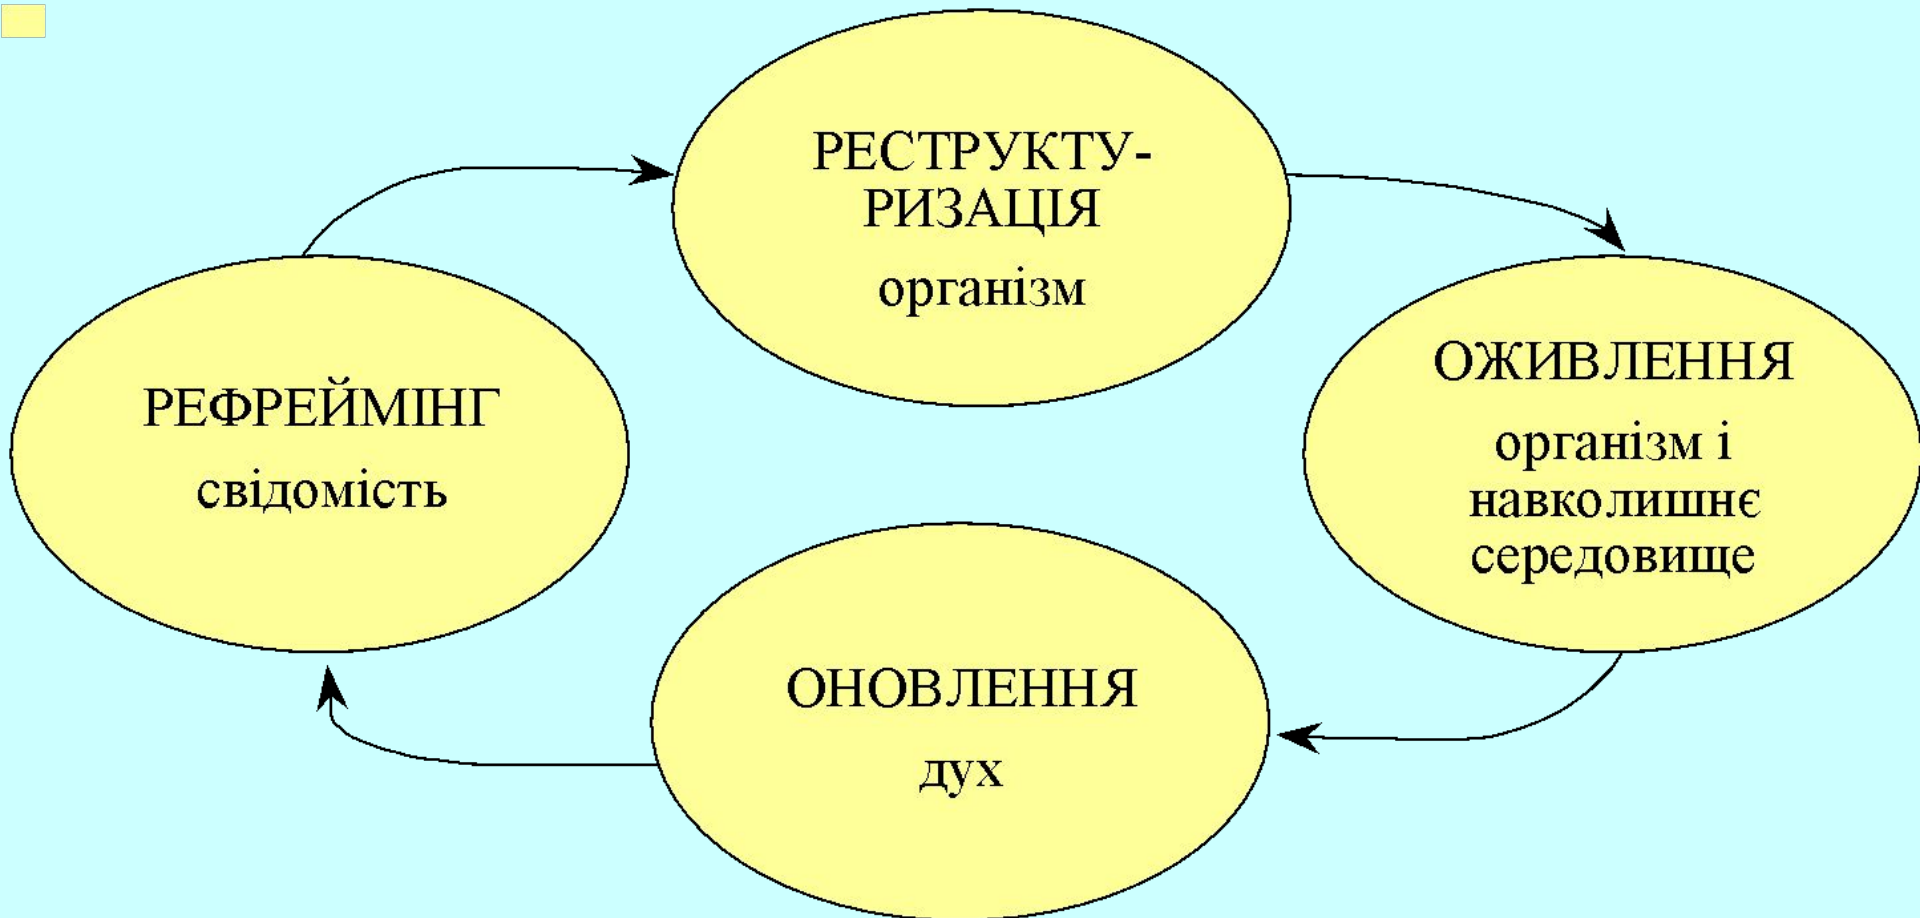 РЕСТРУКТУ-
РИЗАЦІЯ
організм
РЕФРЕЙМІНГ
свідомість
ОЖИВЛЕННЯ
організм і
навколишнє
середовище
ОНОВЛЕННЯ
дух